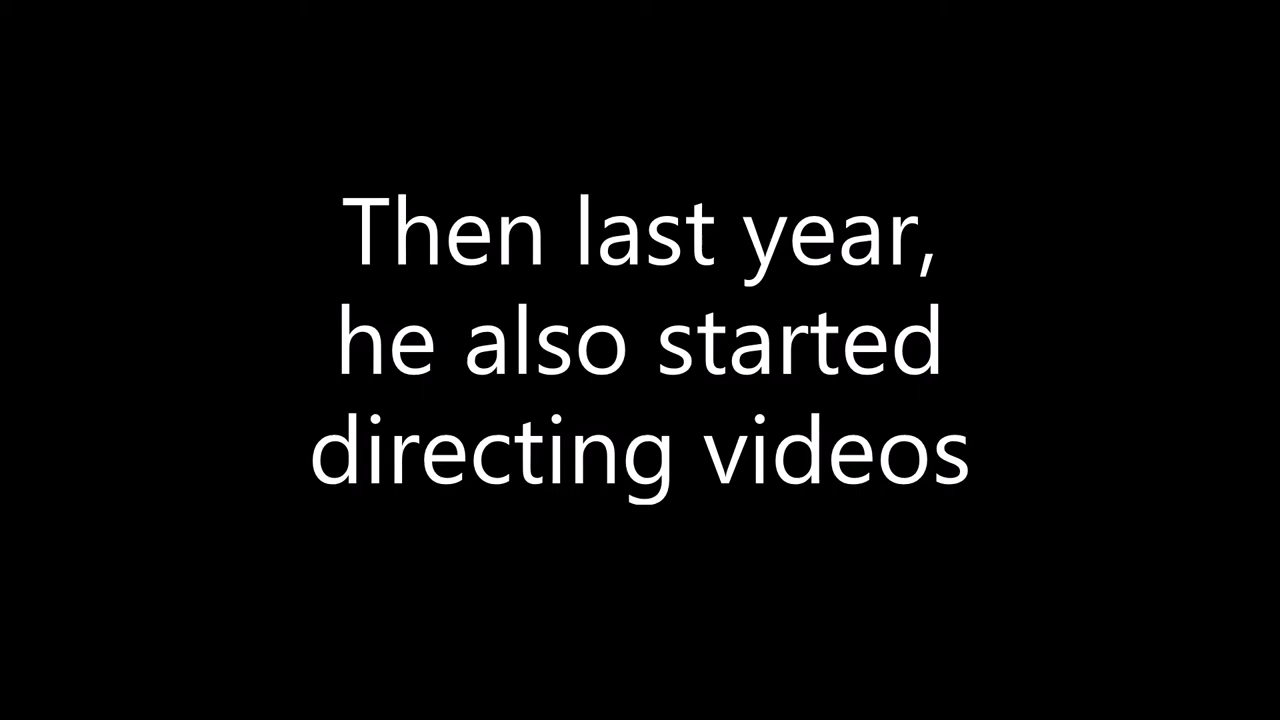 Then last year,
he also started
directing videos